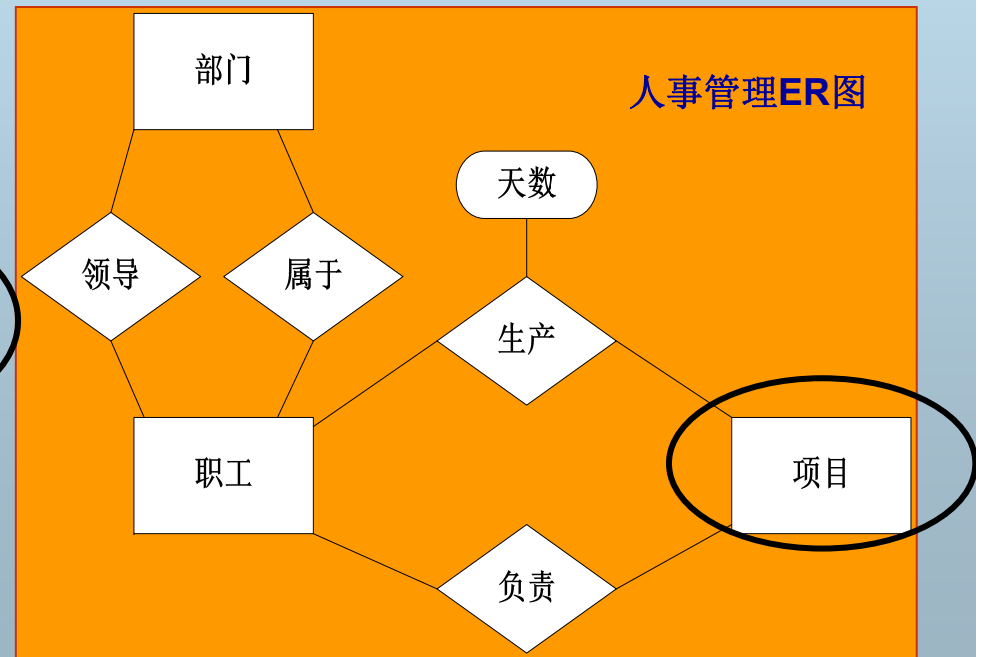 部门
人事管理ER图
天数
领导
属于
生产
职工
项目
负责